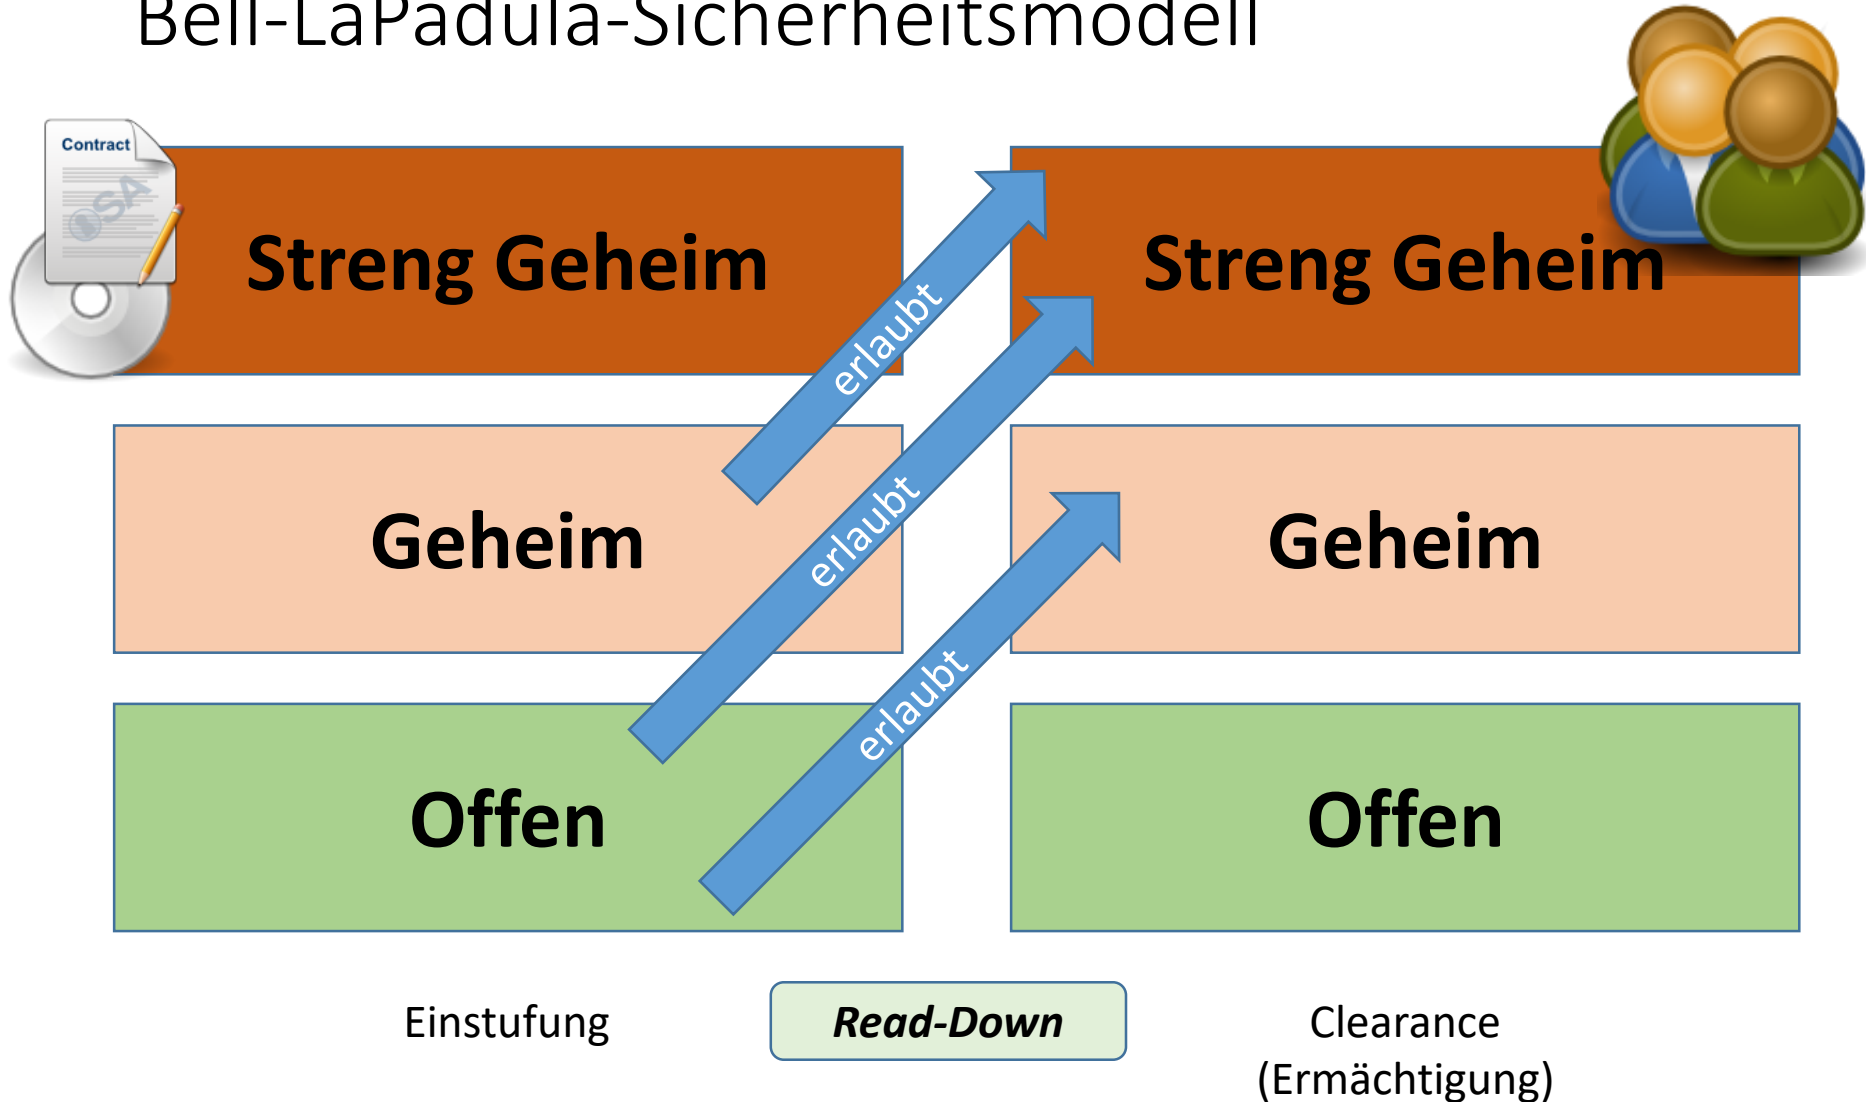 Bell-LaPadula-Sicherheitsmodell
Contract
OSA
Streng Geheim
Streng Geheim
erlaubt
Geheim
Geheim
erlaubt
erlaubt
Offen
Offen
Einstufung
Read-Down
Clearance
(Ermächtigung)